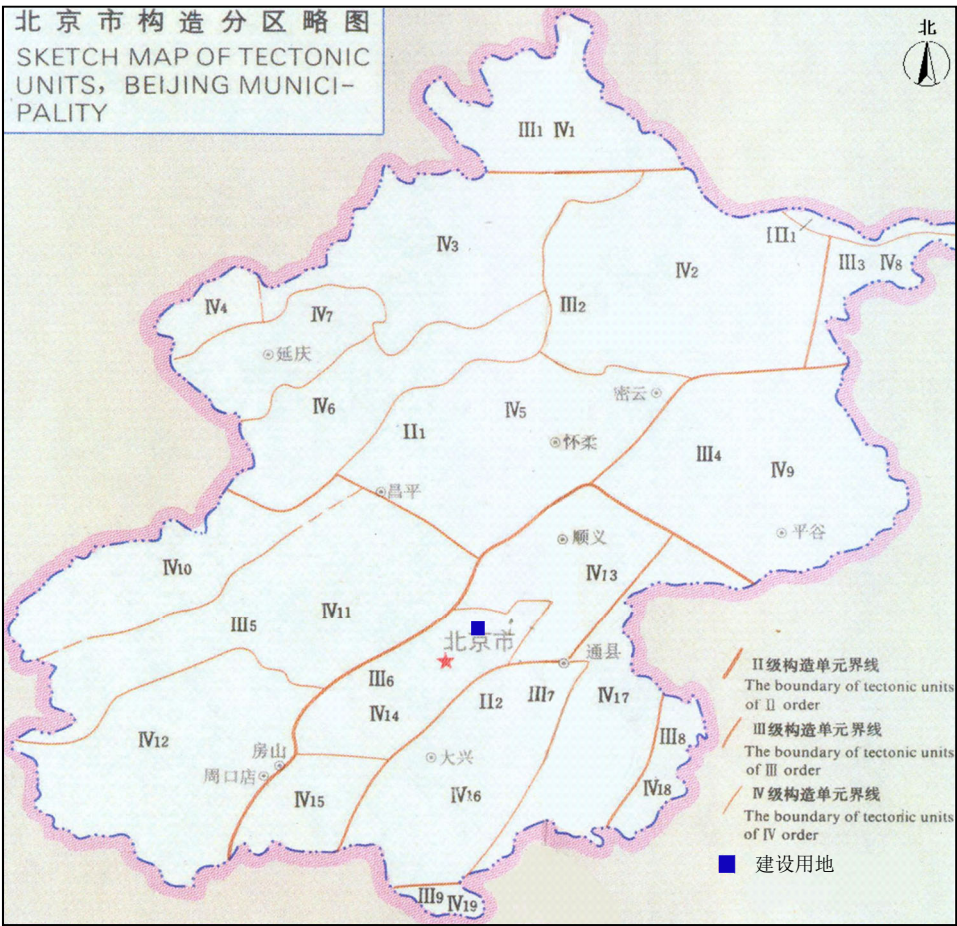 北京市构造分区略图
SKETCH MAP OF TECTONIC
UNITS, BEIJING MUNICI-
PALITY
北
III1 IV1
IV3
IV2
III1
III3 IV8
IV4
IV7
III2
延庆
密云
IV6
II1
IV5
怀柔
III4
IV9
昌平
平谷
顺义
IV10
IV13
IV11
III5
北京市
通县
III6
II2
III7
IV17
IV14
III8
IV12
房山
周口店
大兴
IV15
IV16
IV18
III9 IV19
II级构造单元界线
The boundary of tectonic units
of II order
III级构造单元界线
The boundary of tectonic units
of III order
IV级构造单元界线
The boundary of tectonic units
of IV order
建设用地